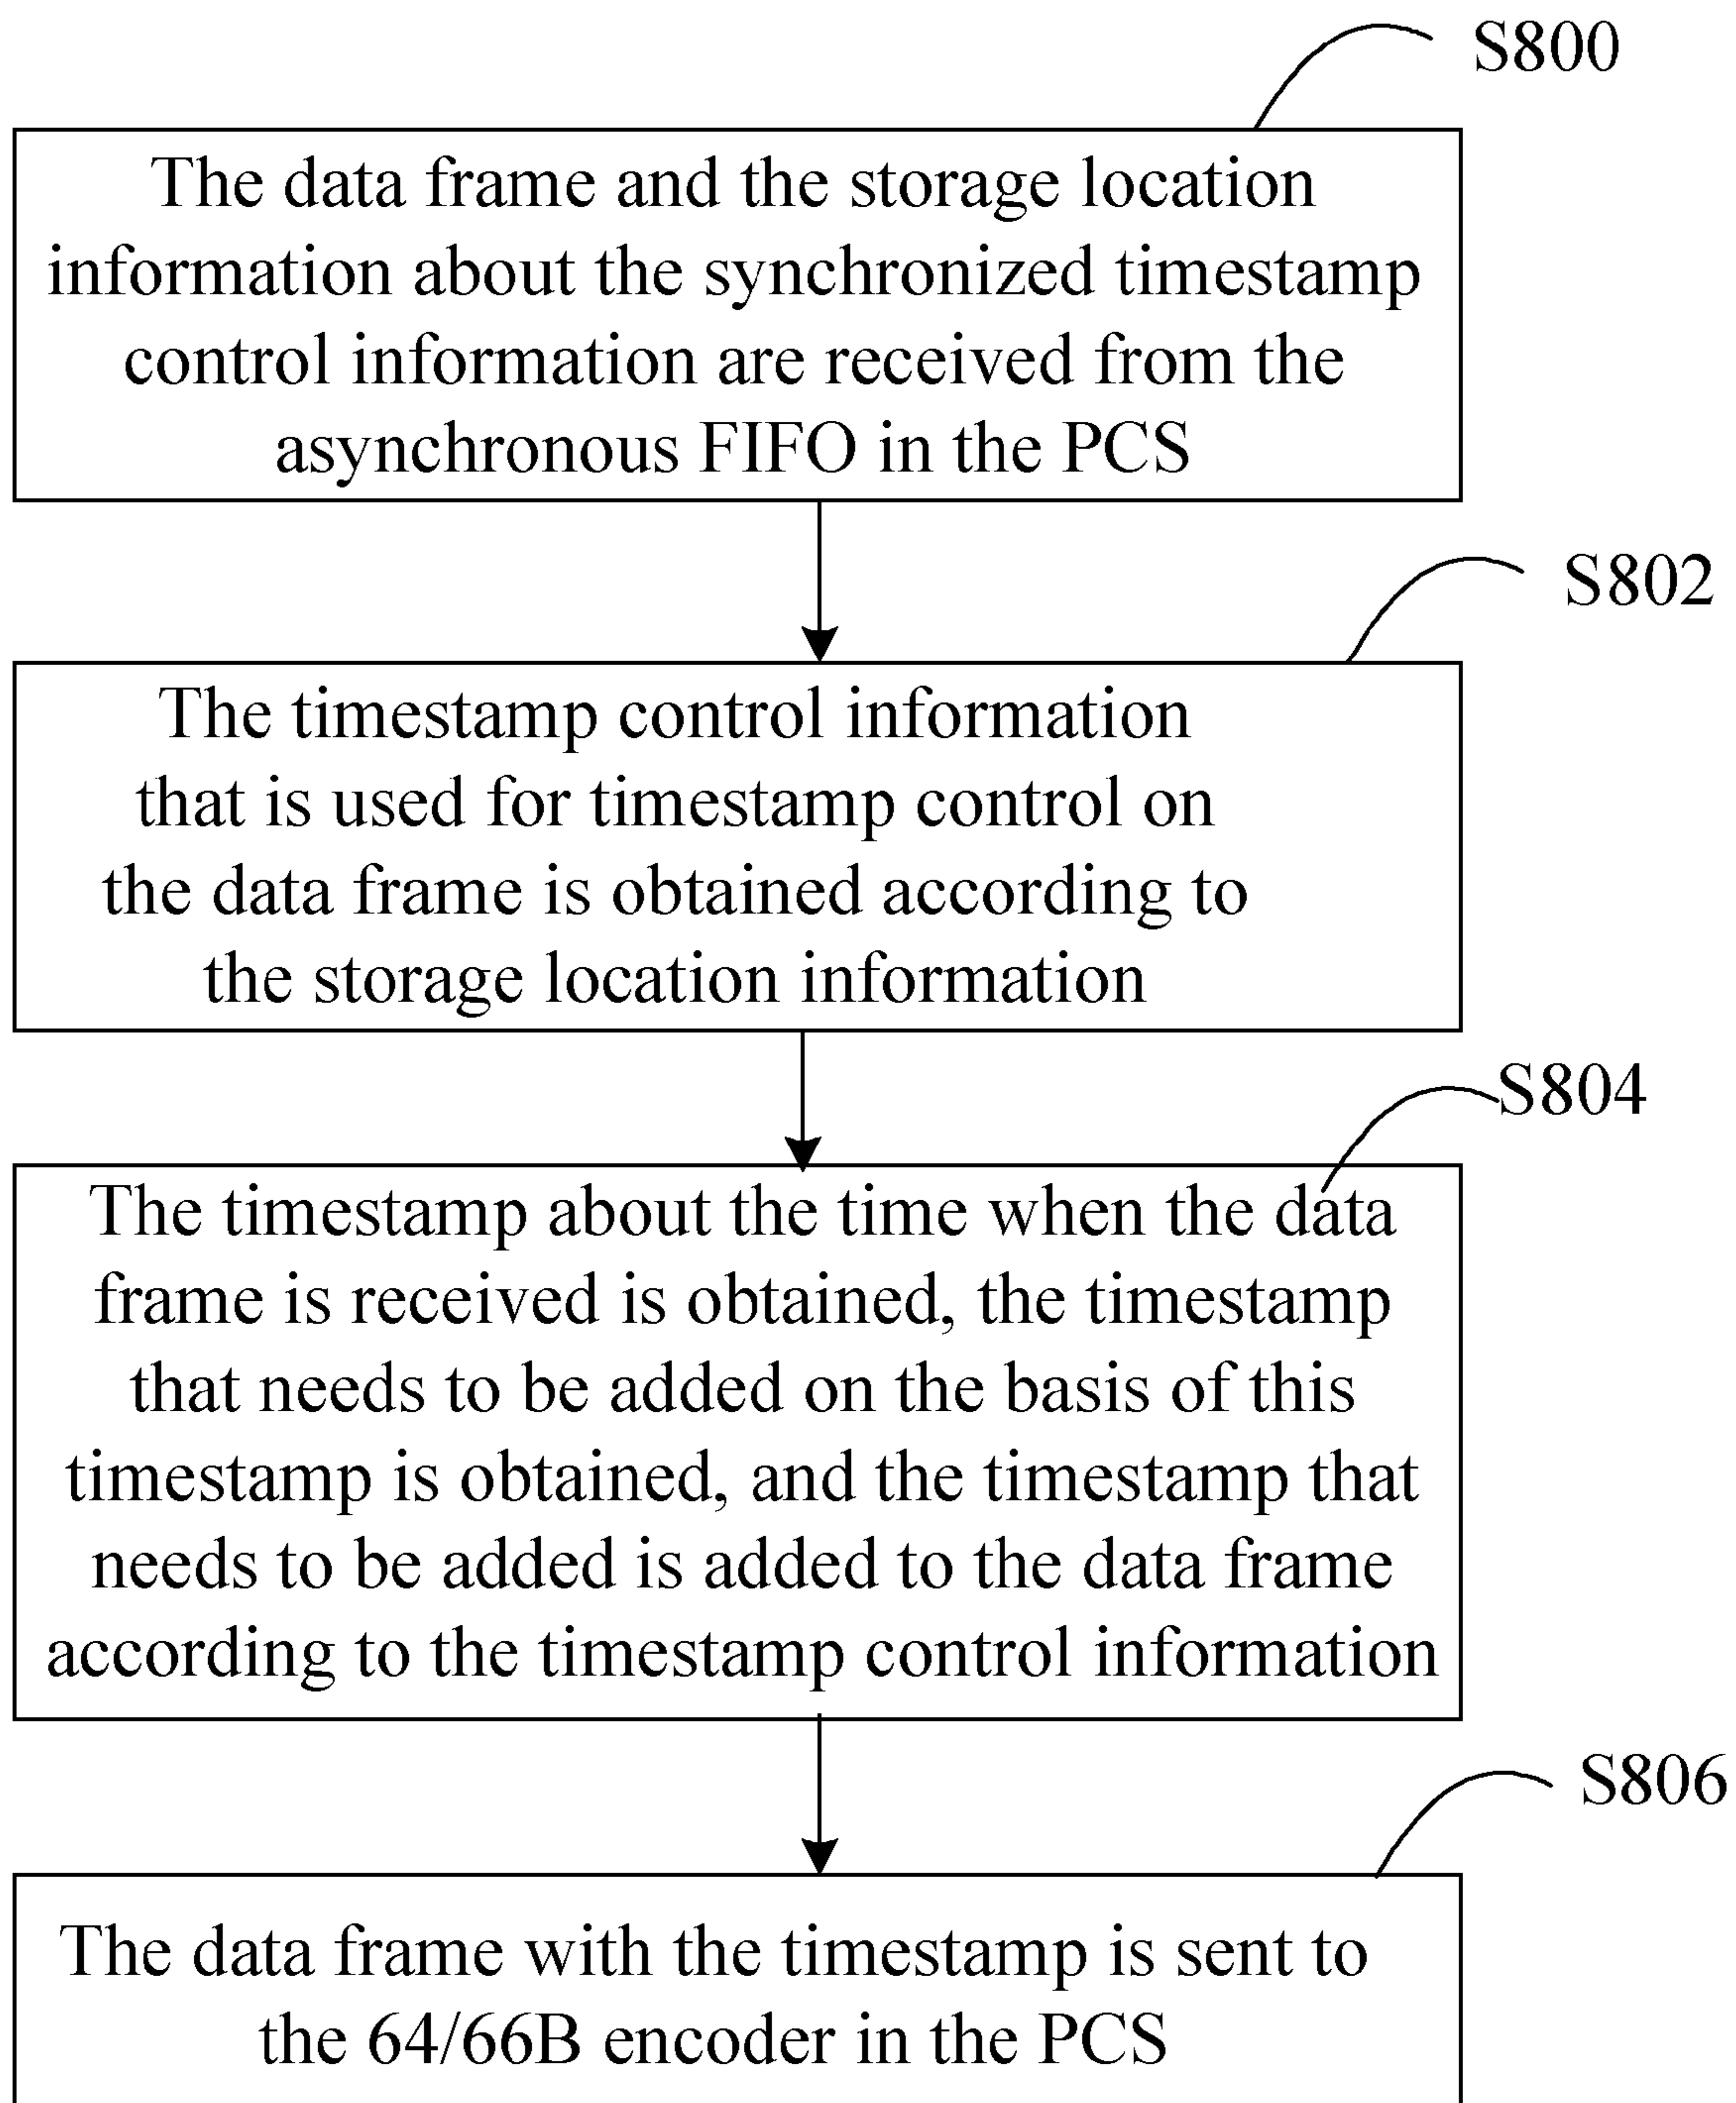 S800
The data frame and the storage location
information about the synchronized timestamp
control information are received from the
asynchronous FIFO in the PCS
S802
The timestamp control information
that is used for timestamp control on
the data frame is obtained according to
the storage location information
S804
The timestamp about the time when the data
frame is received is obtained, the timestamp
that needs to be added on the basis of this
timestamp is obtained, and the timestamp that
needs to be added is added to the data frame
according to the timestamp control information
S806
The data frame with the timestamp is sent to
the 64/66B encoder in the PCS